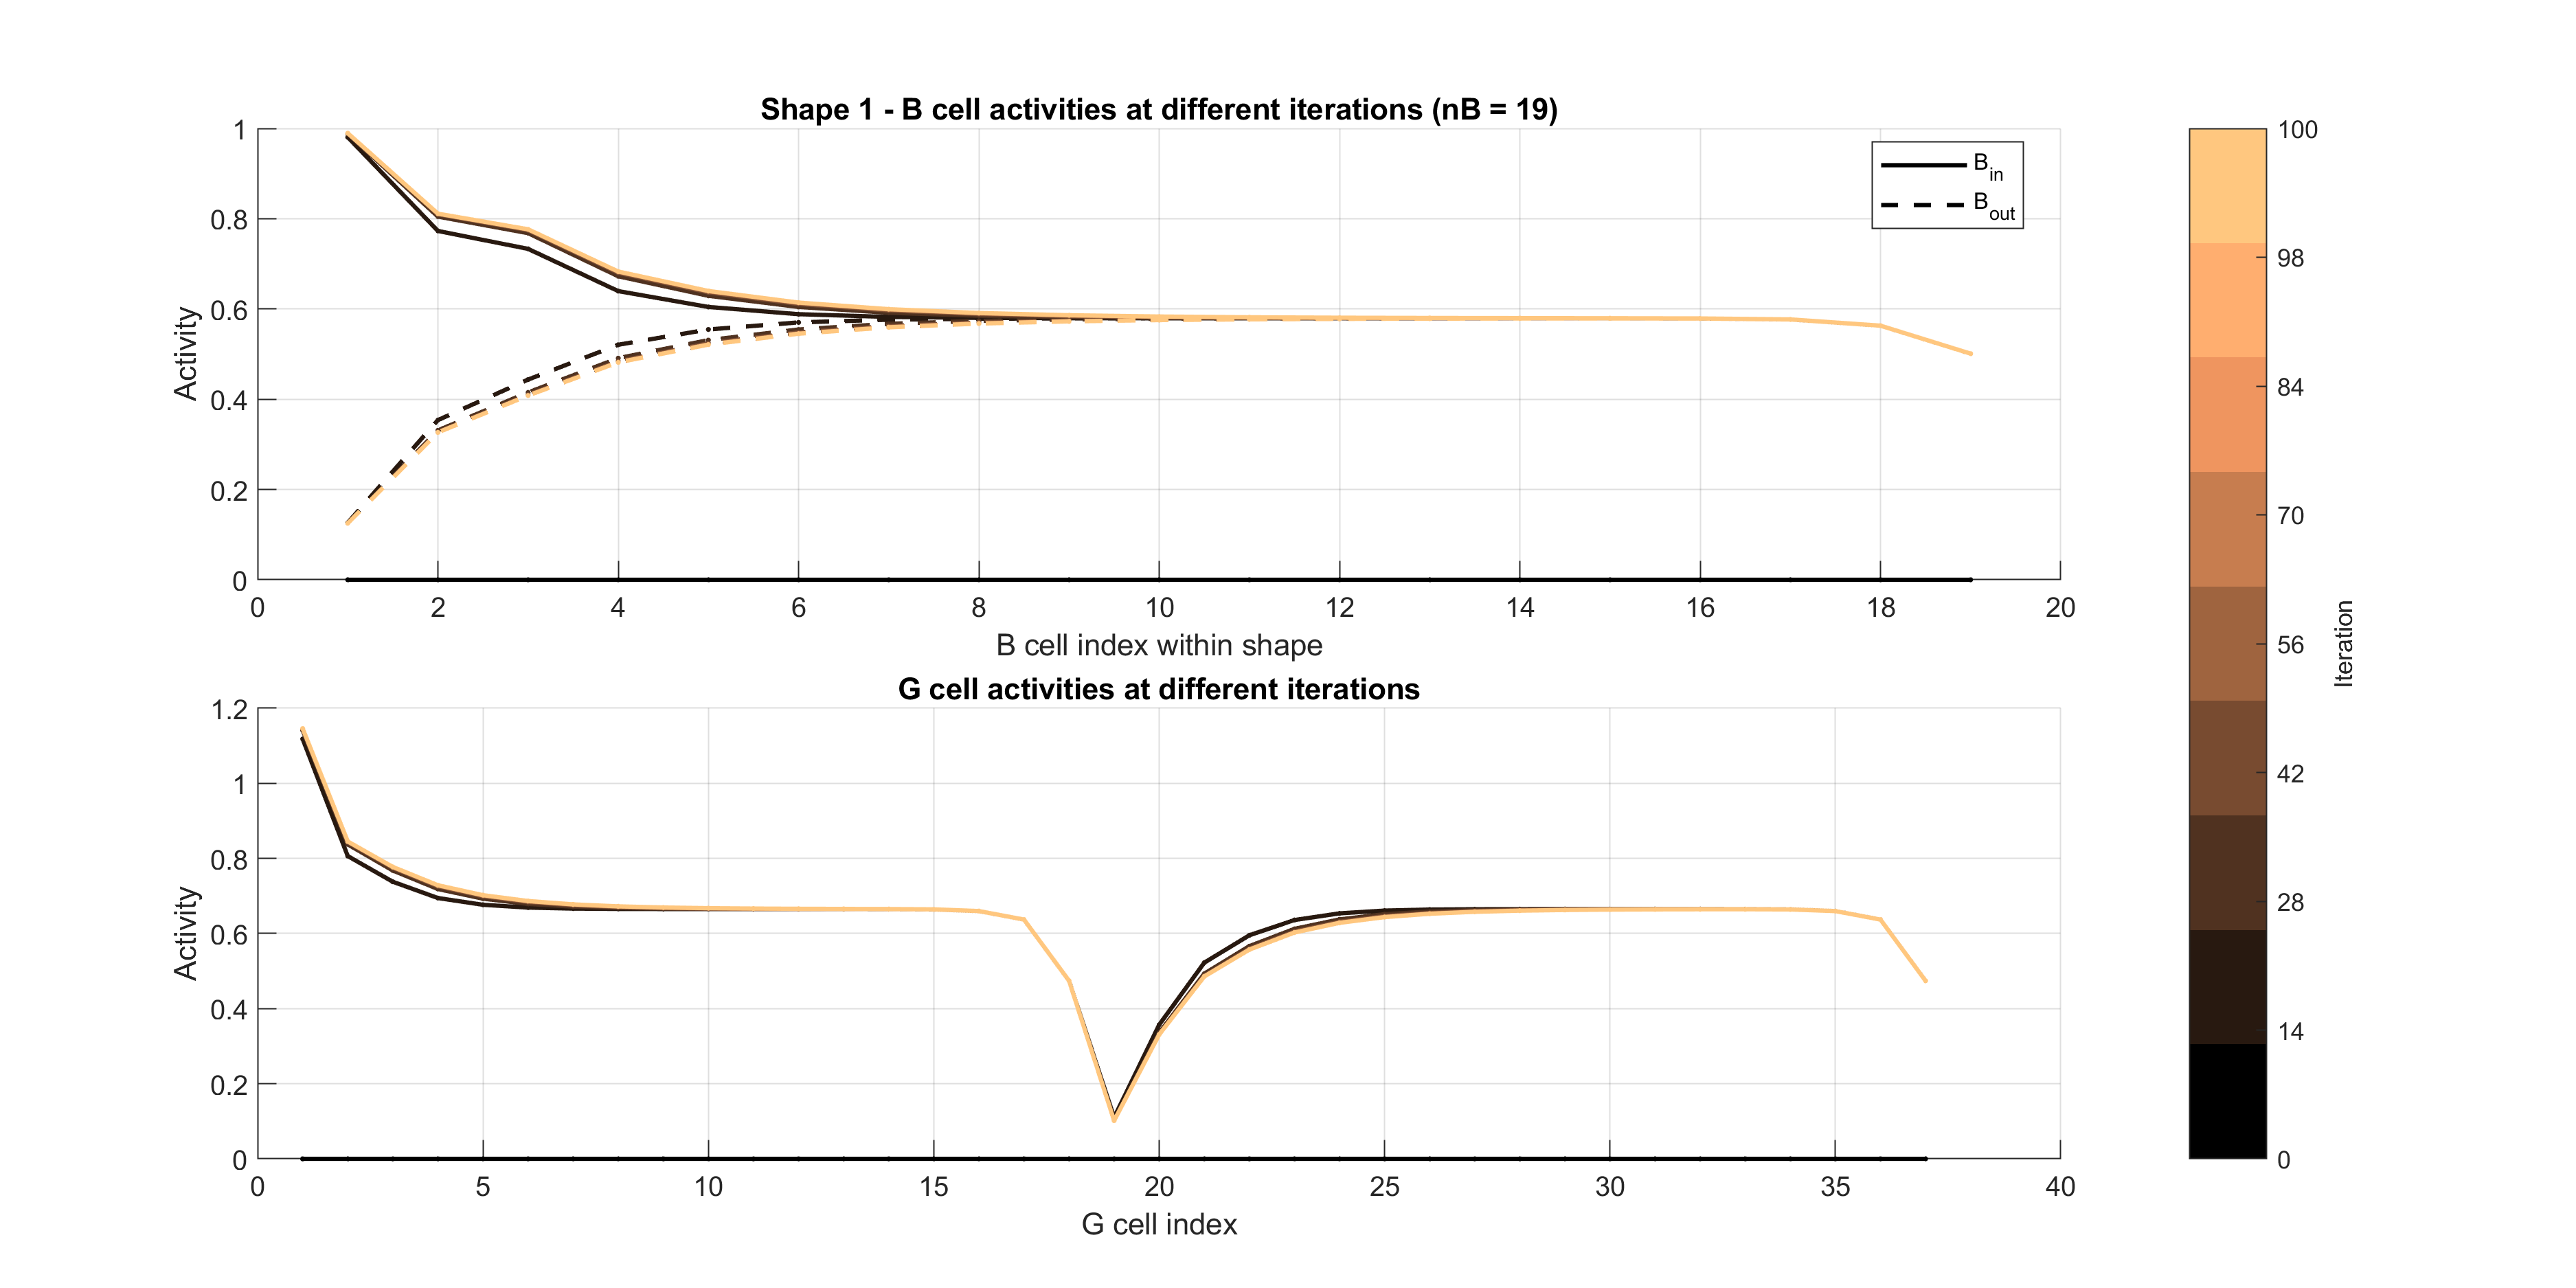 Shape 1 - B cell activities at different iterations (nB = 19)
1
0.8
0.6
0.4
0.2
0
Activity
B_in
B_out
0 2 4 6 8 10 12 14 16 18 20
B cell index within shape
G cell activities at different iterations
1.2
1
0.8
0.6
0.4
0.2
0
Activity
0 5 10 15 20 25 30 35 40
G cell index
100
98
84
70
56
42
28
14
0
Iteration